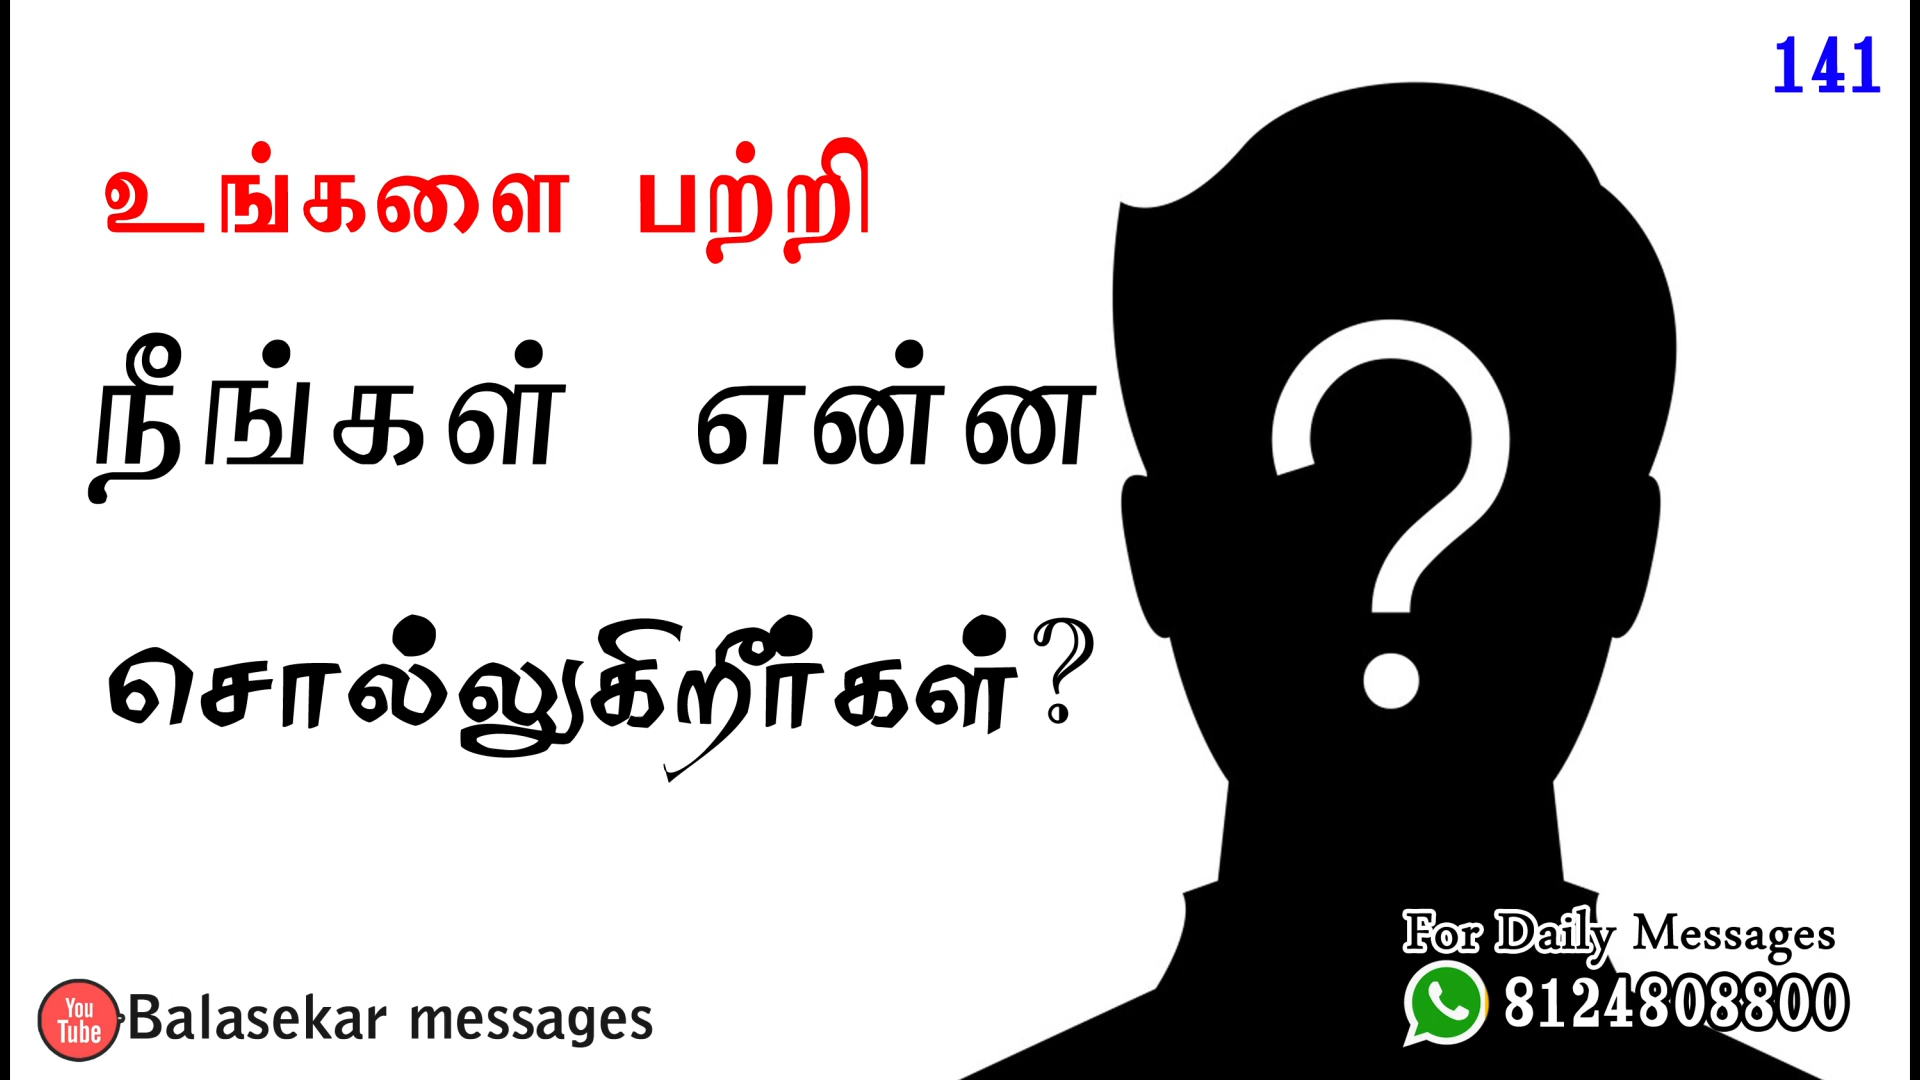 141
உங்களை பற்றி
நீங்கள் என்ன
சொல்லுகிறீர்கள்?
For Daily Messages
8124808800
You
Tube
Balasekar messages